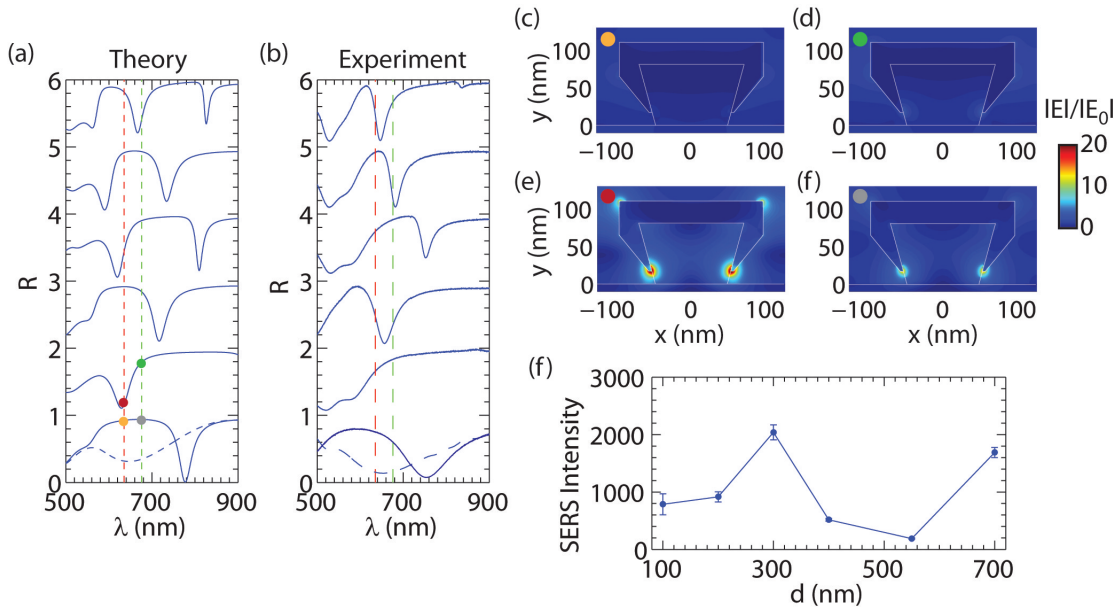 (a) Theory
R
6
5
4
3
2
1
0
500 700 900
λ (nm)
(b) Experiment
6
5
4
3
2
1
0
500 700 900
λ (nm)
(c)
y (nm)
100
50
0
−100 0 100
(d)
100
50
0
−100 0 100
|E|/|E₀|
20
10
0
(e)
y (nm)
100
50
0
−100 0 100
x (nm)
(f)
100
50
0
−100 0 100
x (nm)
(f)
SERS Intensity
3000
2000
1000
0
100 300 500 700
d (nm)